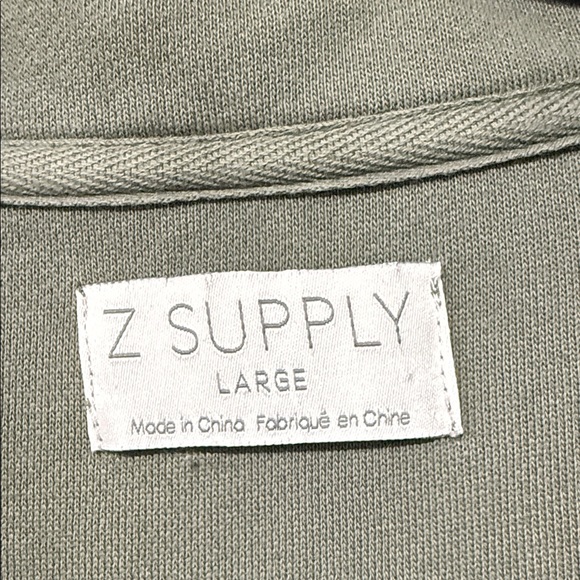 Z SUPPLY
LARGE
Made in China Fabriqué en Chine